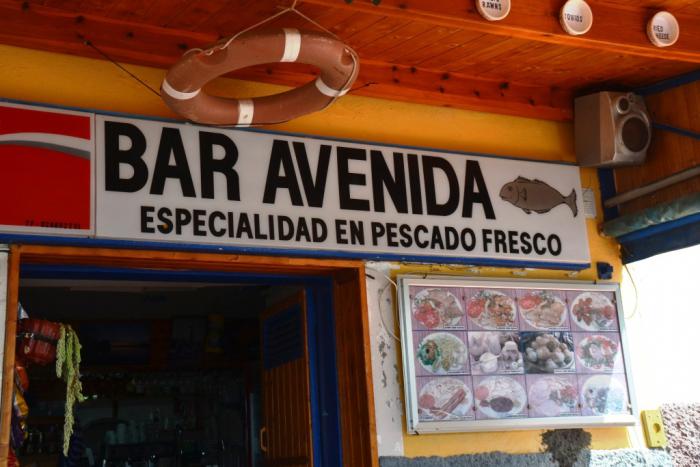 BAR AVENIDA
ESPECIALIDAD EN PESCADO FRESCO